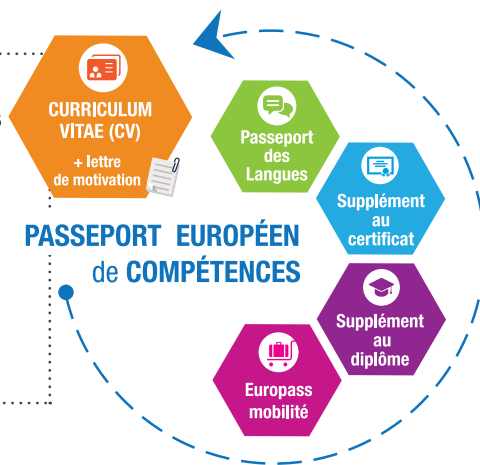 CURRICULUM
VITAE (CV)
+ lettre
de motivation
Passeport
des
Langues
Supplément
au
certificat
PASSEPORT EUROPÉEN
de COMPÉTENCES
Supplément
au
diplôme
Europass
mobilité